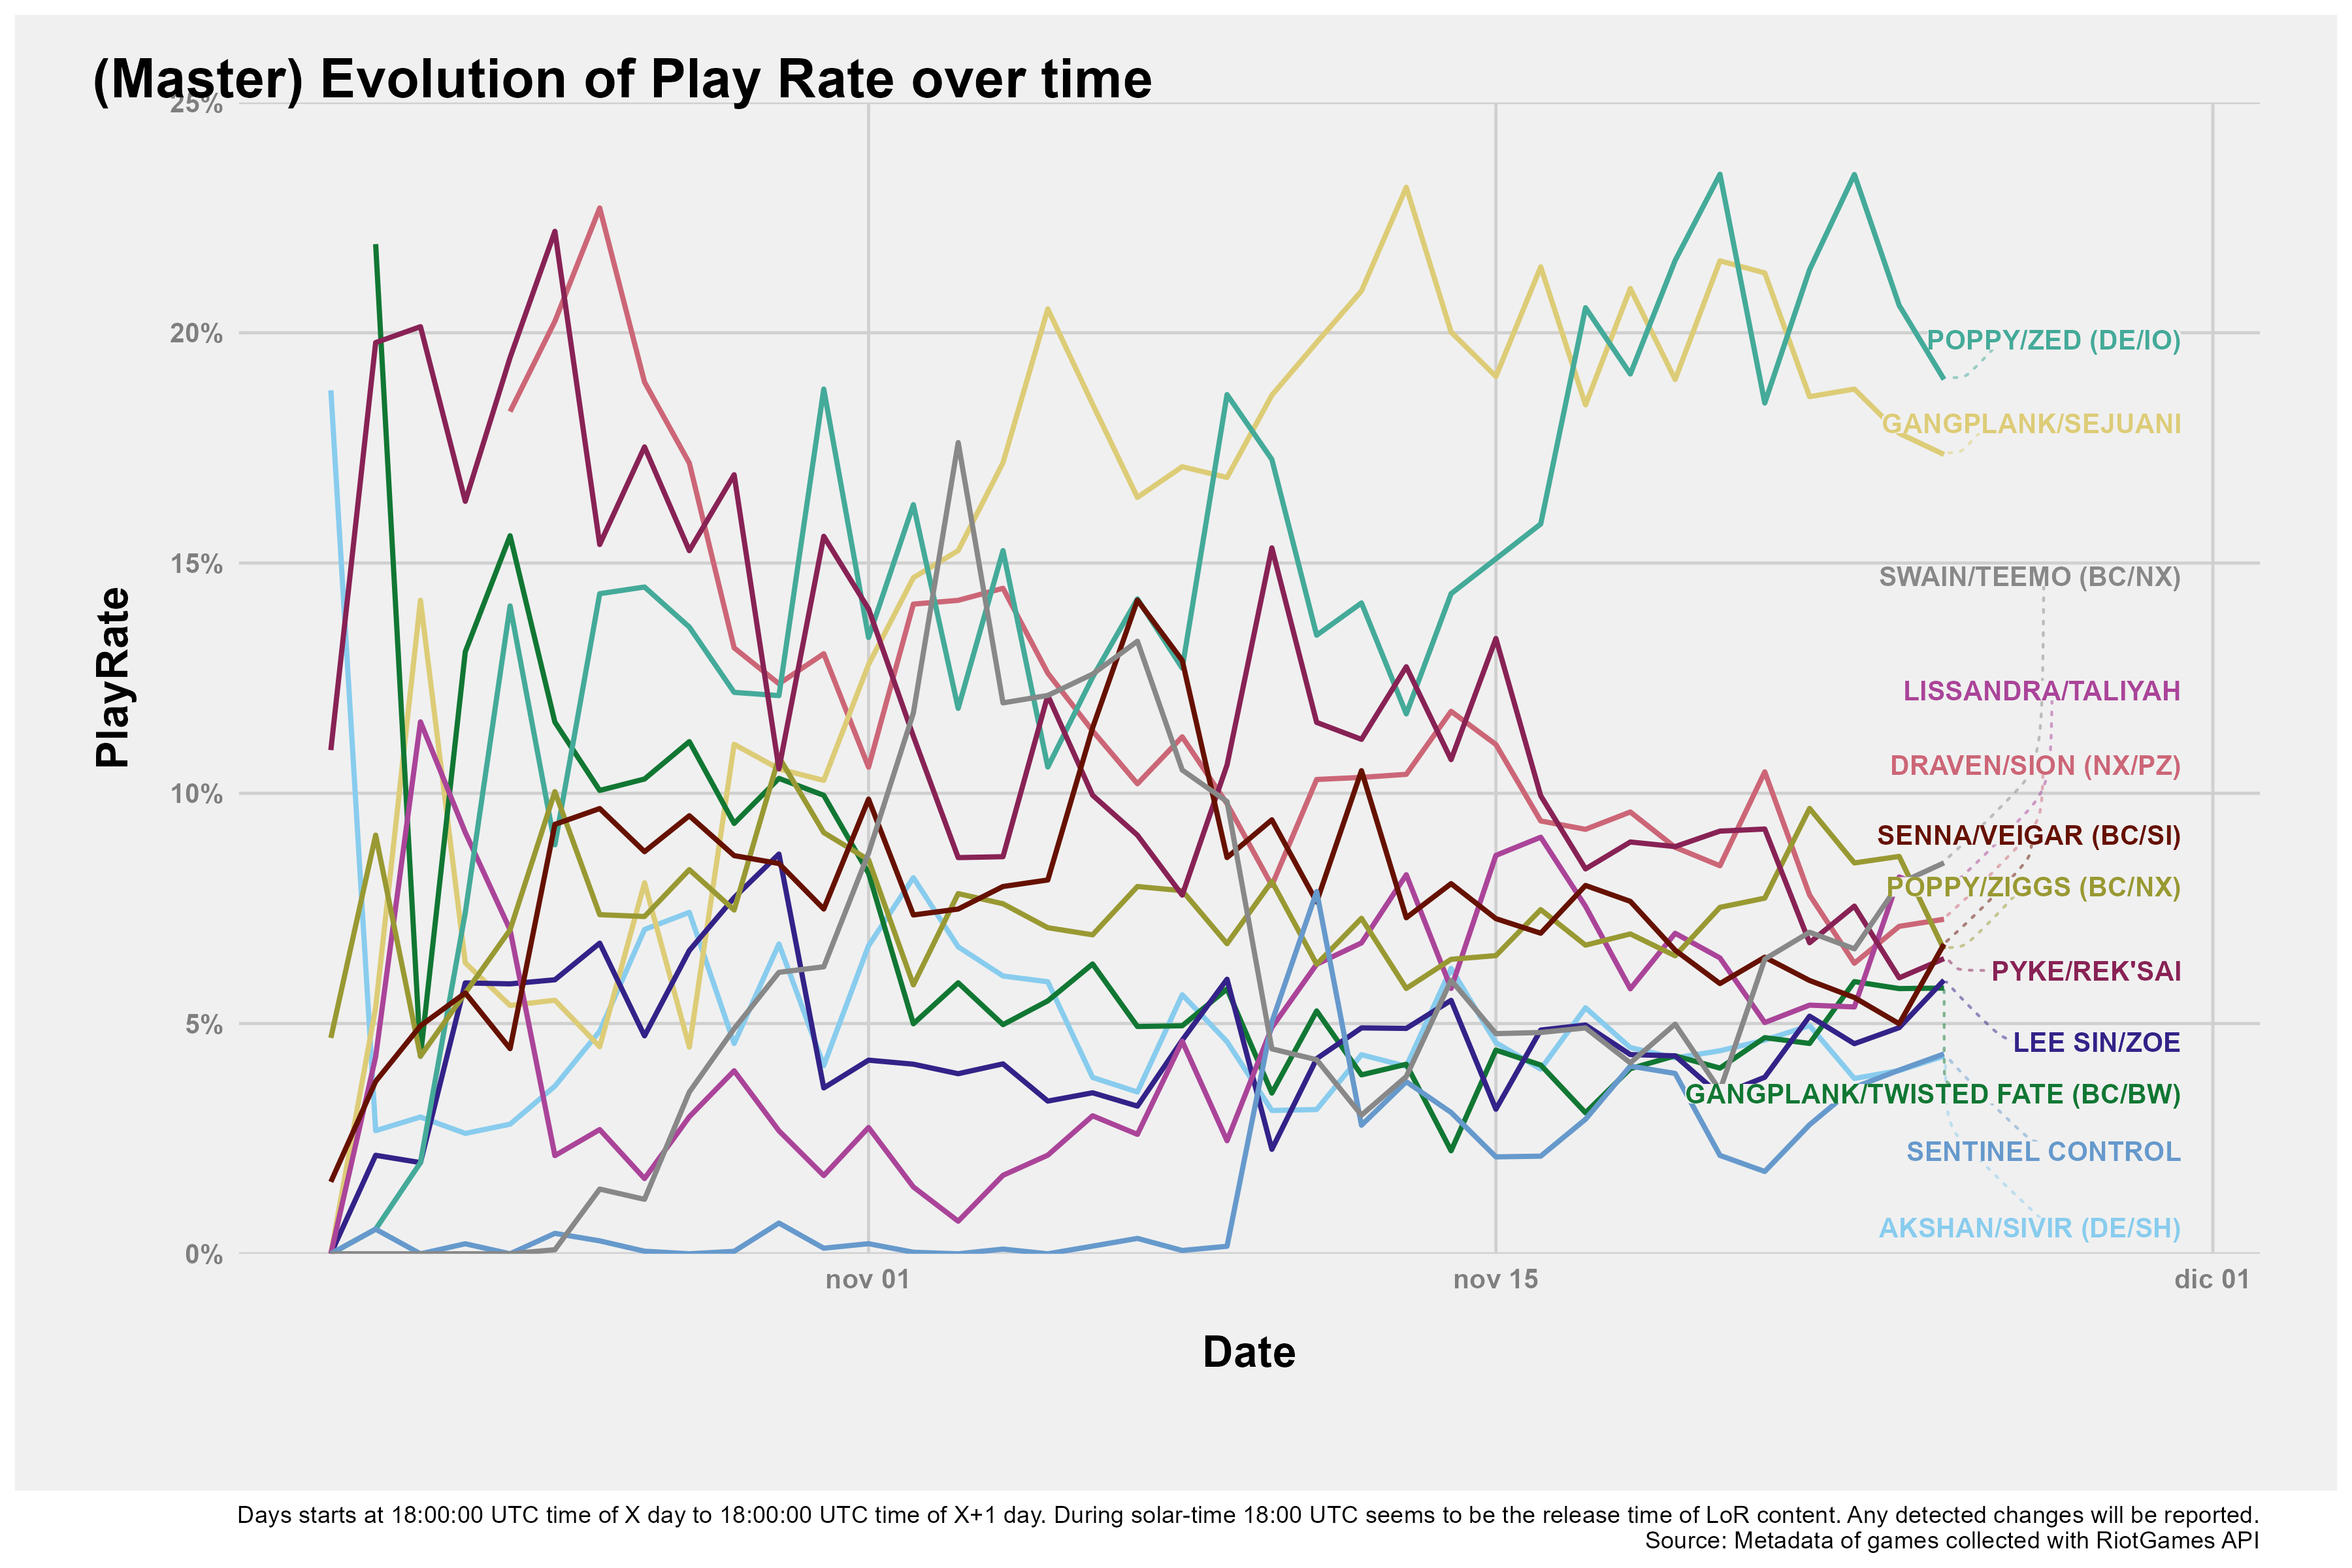 (Master) Evolution of Play Rate over time
25%
20%
15%
10%
5%
0%
PlayRate
POPPY/ZED (DE/IO)
GANGPLANK/SEJUANI
SWAIN/TEEMO (BC/NX)
LISSANDRA/TALIYAH
DRAVEN/SION (NX/PZ)
SENNA/VEIGAR (BC/SI)
POPPY/ZIGGS (BC/NX)
PYKE/REK'SAI
LEE SIN/ZOE
GANGPLANK/TWISTED FATE (BC/BW)
SENTINEL CONTROL
AKSHAN/SIVIR (DE/SH)
nov 01
nov 15
dic 01
Date
Days starts at 18:00:00 UTC time of X day to 18:00:00 UTC time of X+1 day. During solar-time 18:00 UTC seems to be the release time of LoR content. Any detected changes will be reported.
Source: Metadata of games collected with RiotGames API